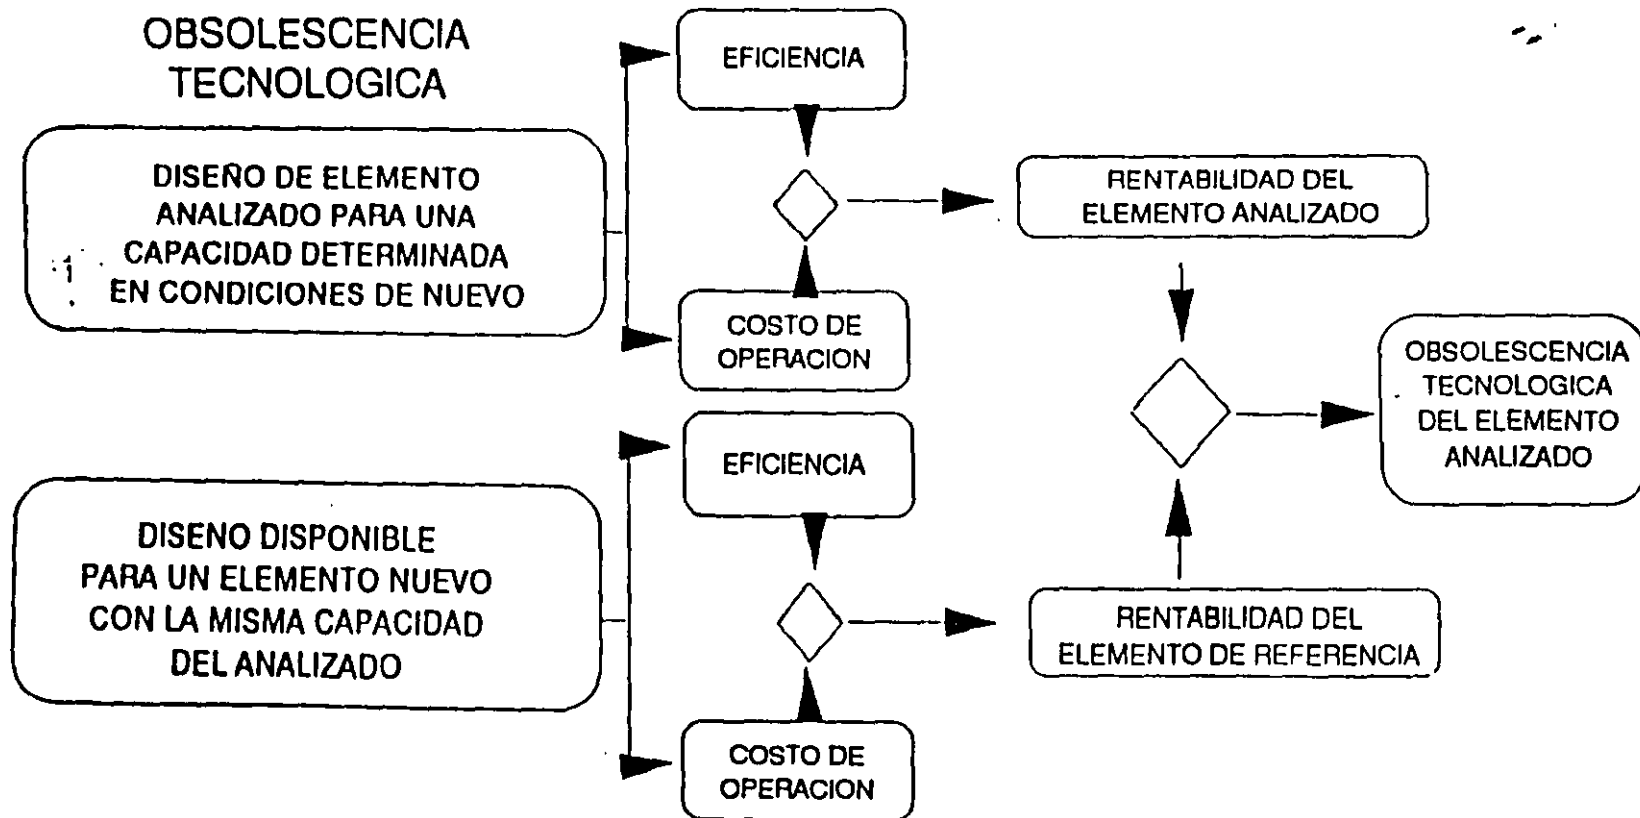 OBSOLESCENCIA
TECNOLOGICA
EFICIENCIA
DISEÑO DE ELEMENTO
ANALIZADO PARA UNA
CAPACIDAD DETERMINADA
EN CONDICIONES DE NUEVO
COSTO DE
OPERACION
RENTABILIDAD DEL
ELEMENTO ANALIZADO
OBSOLESCENCIA
TECNOLOGICA
DEL ELEMENTO
ANALIZADO
EFICIENCIA
DISENO DISPONIBLE
PARA UN ELEMENTO NUEVO
CON LA MISMA CAPACIDAD
DEL ANALIZADO
RENTABILIDAD DEL
ELEMENTO DE REFERENCIA
COSTO DE
OPERACION